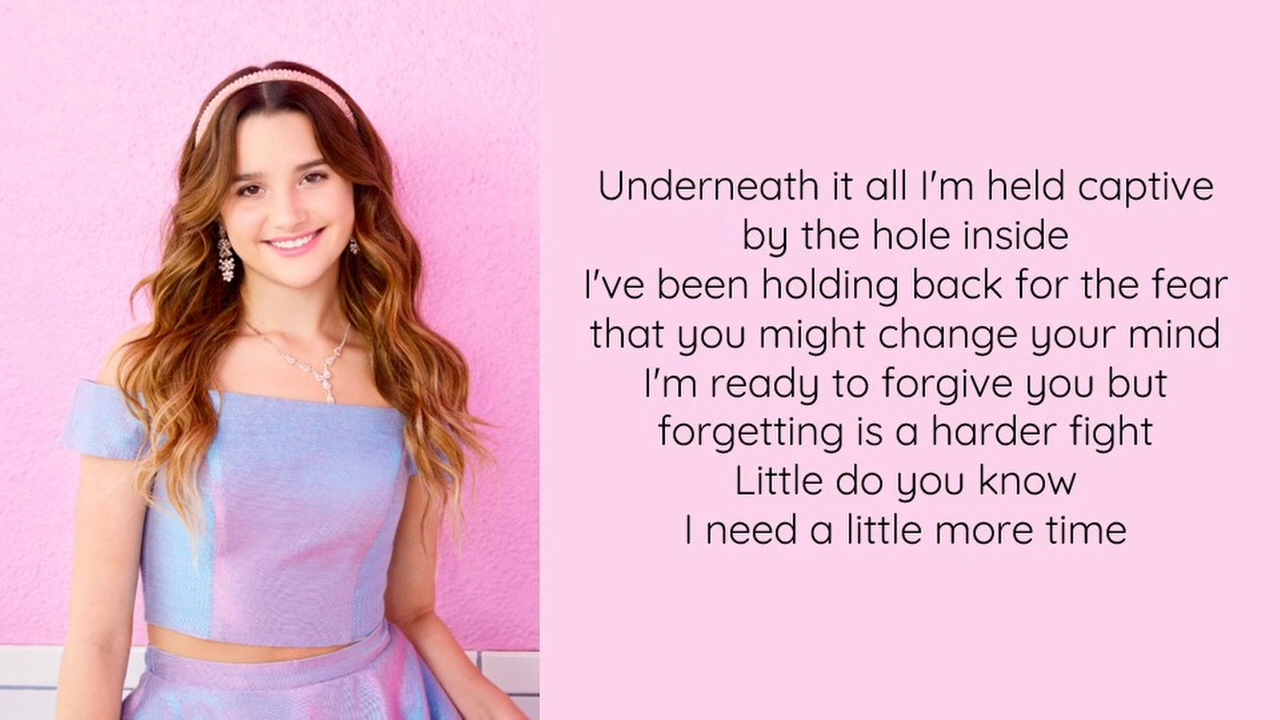 Underneath it all I'm held captive
by the hole inside
I've been holding back for the fear
that you might change your mind
I'm ready to forgive you but
forgetting is a harder fight
Little do you know
I need a little more time